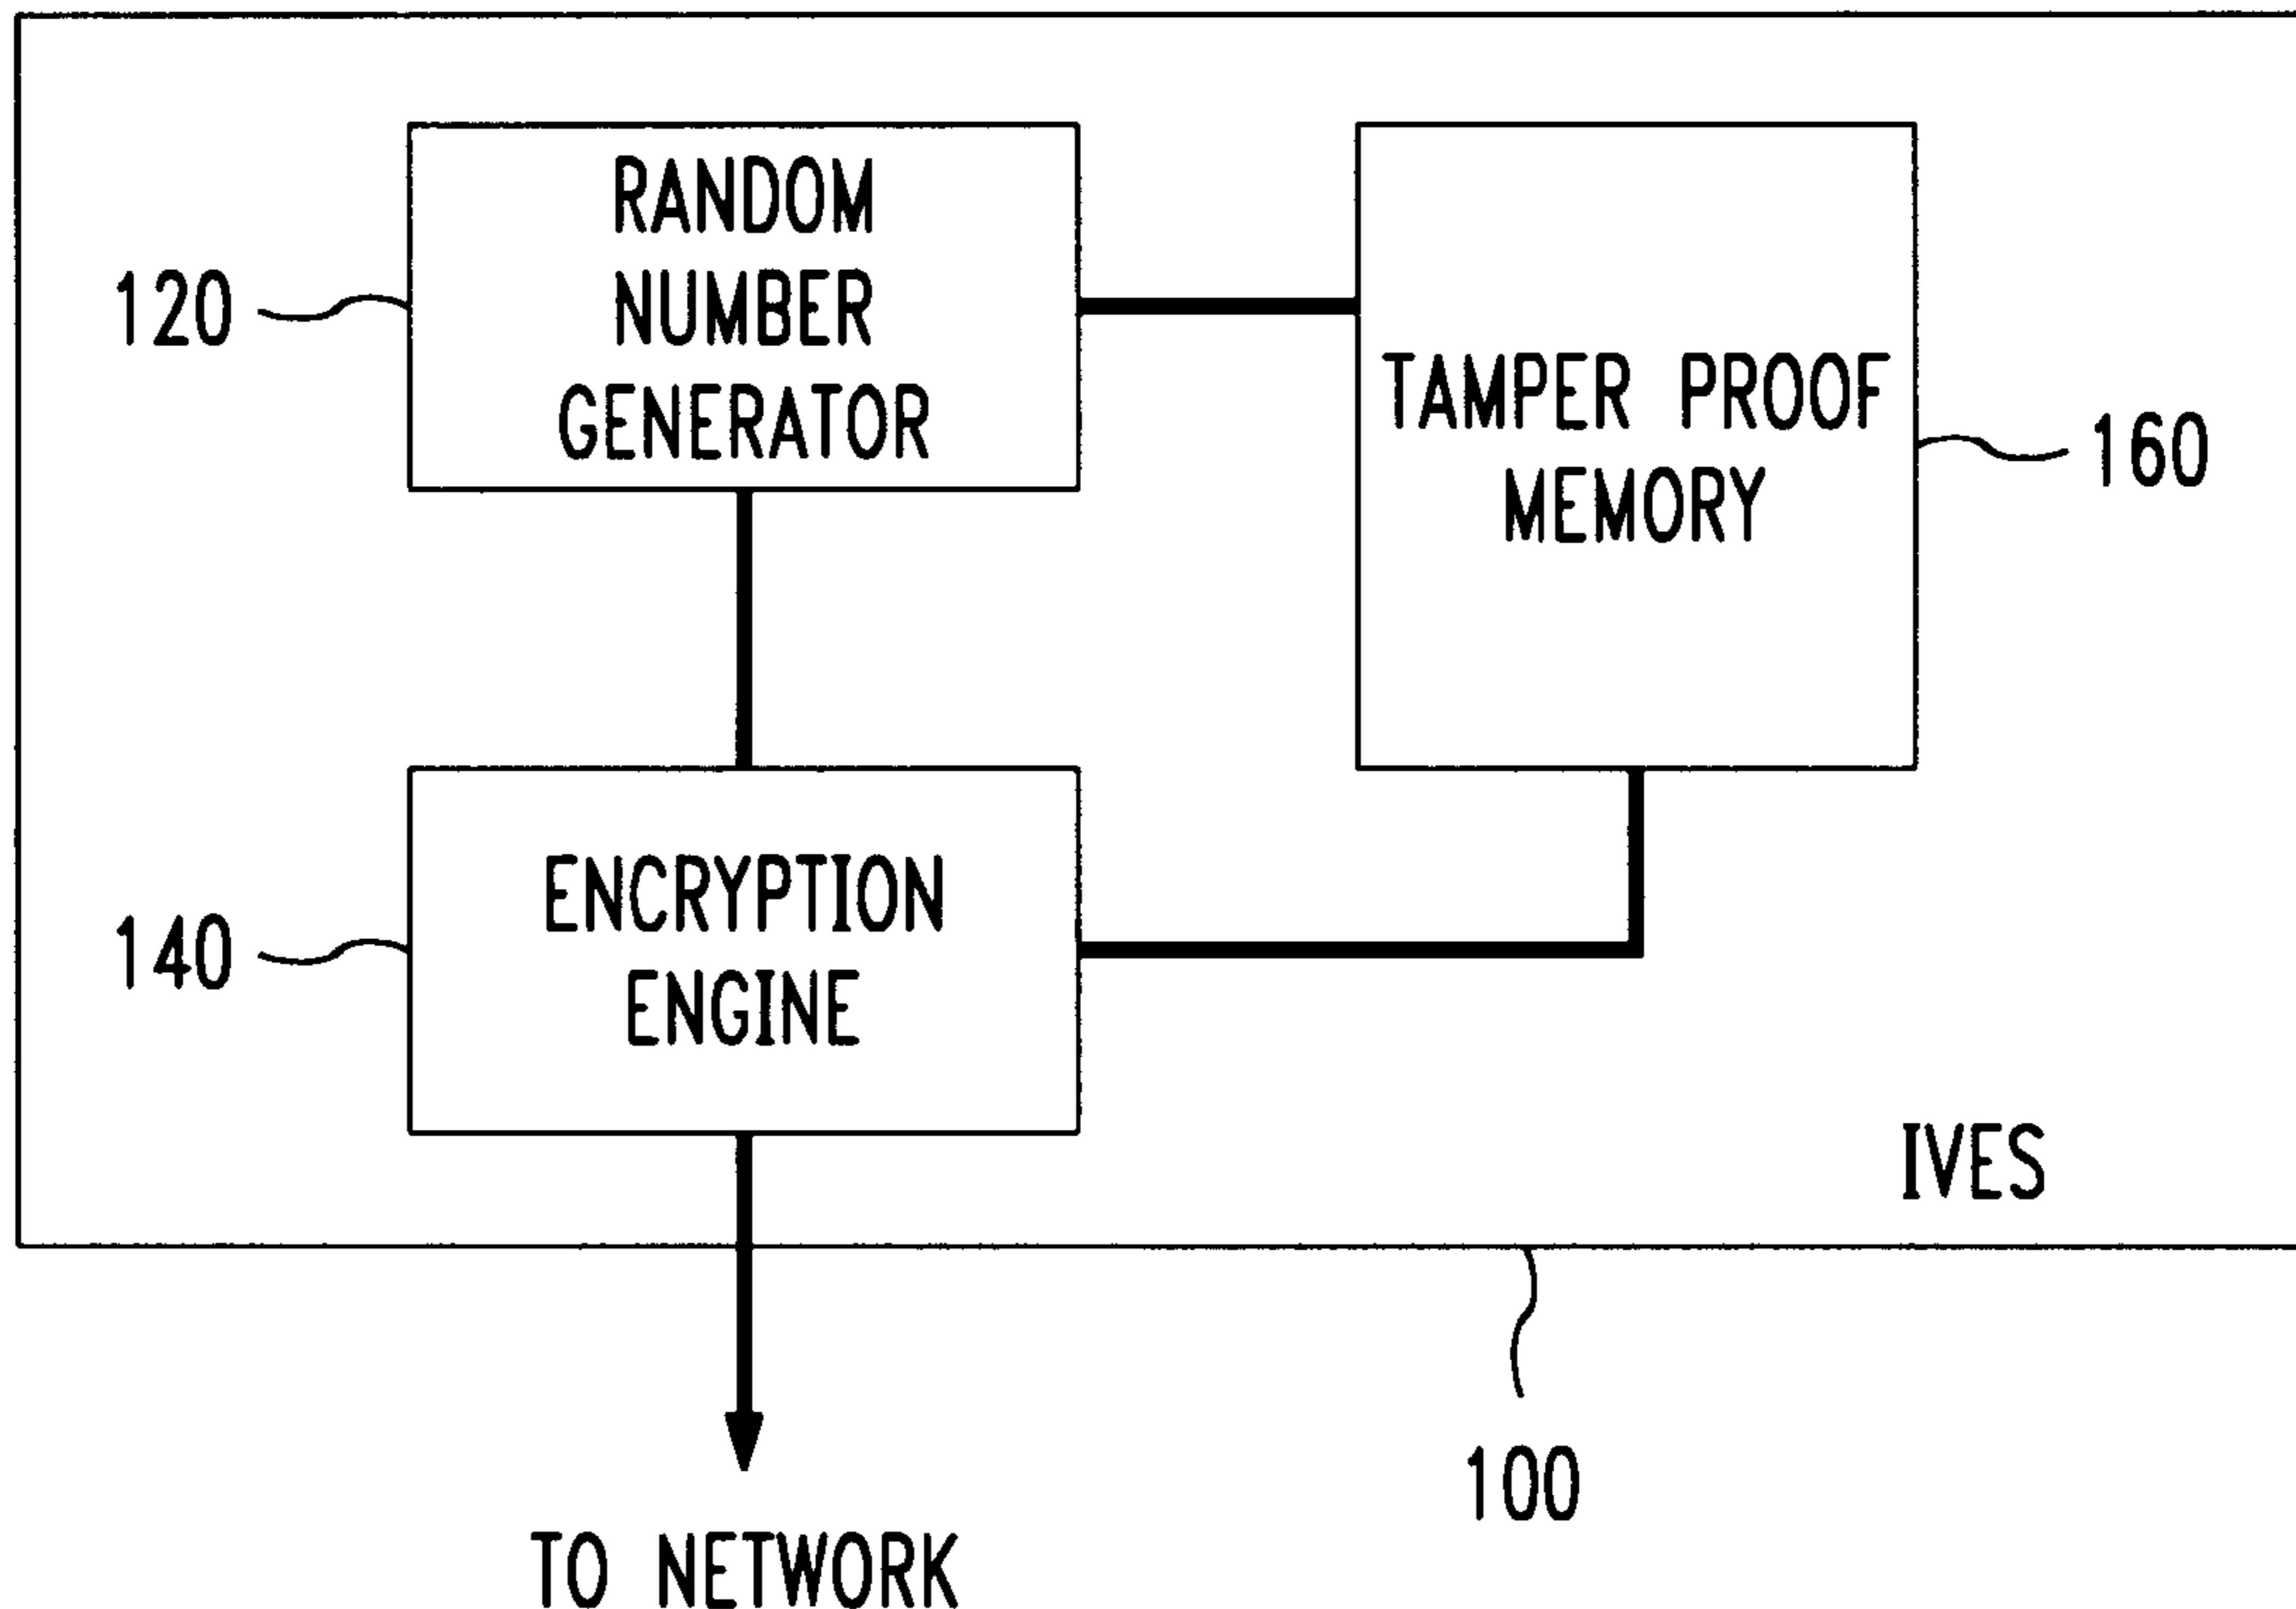 RANDOM
NUMBER
GENERATOR
120
TAMPER PROOF
MEMORY
160
ENCRYPTION
ENGINE
140
IVES
100
TO NETWORK